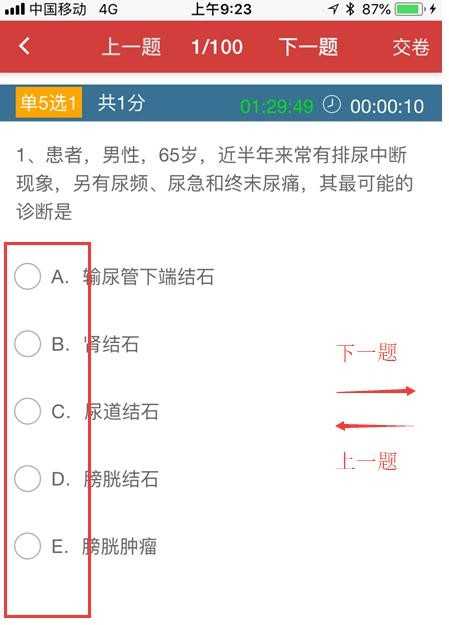 中国移动 4G 上午9:23 87%
上一题 1/100 下一题 交卷
单5选1 共1分 01:29:49 00:00:10
1、患者，男性，65岁，近半年来常有排尿中断
现象，另有尿频、尿急和终末尿痛，其最可能的
诊断是
A. 输尿管下端结石
B. 肾结石
下一题
C. 尿道结石
上一题
D. 膀胱结石
E. 膀胱肿瘤